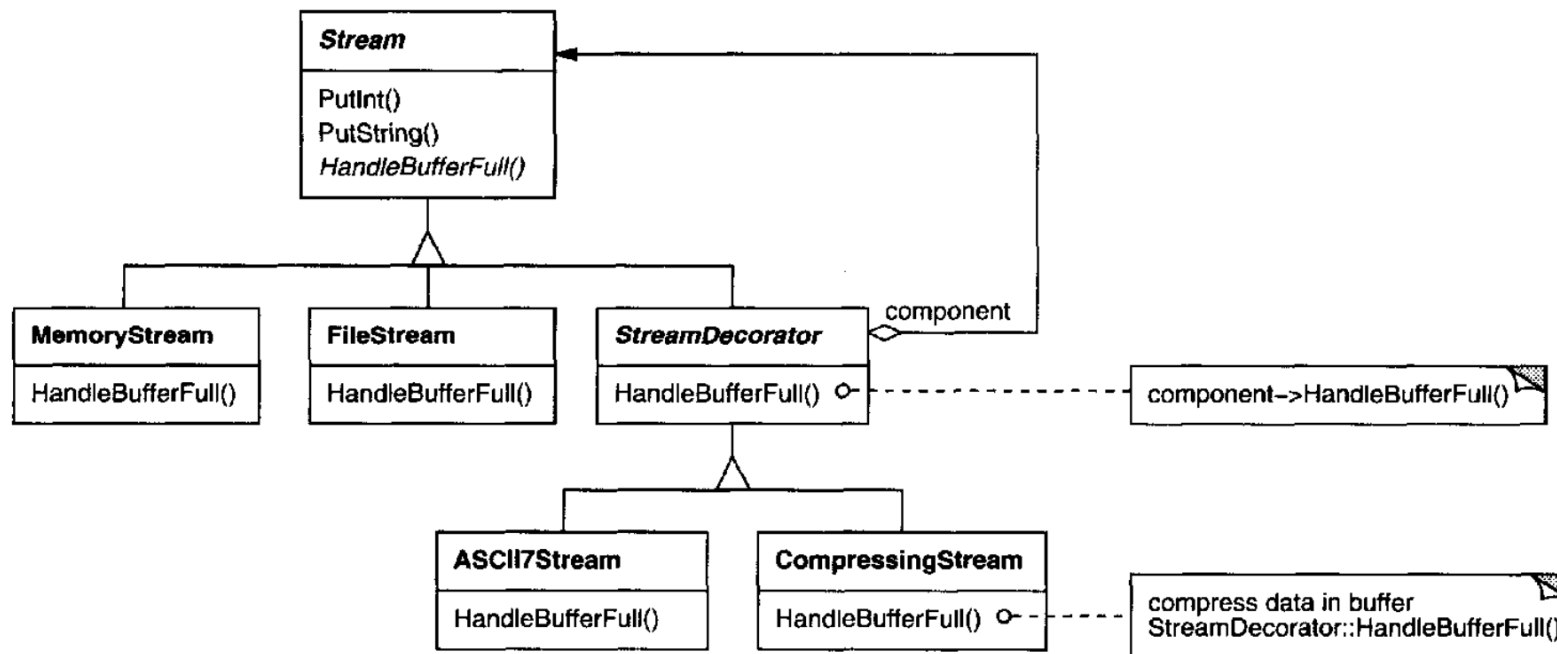 Stream
PutInt()
PutString()
HandleBufferFull()
component
MemoryStream
FileStream
StreamDecorator
HandleBufferFull()
HandleBufferFull()
HandleBufferFull()
component->HandleBufferFull()
ASCII7Stream
CompressingStream
HandleBufferFull()
HandleBufferFull()
compress data in buffer
StreamDecorator::HandleBufferFull()